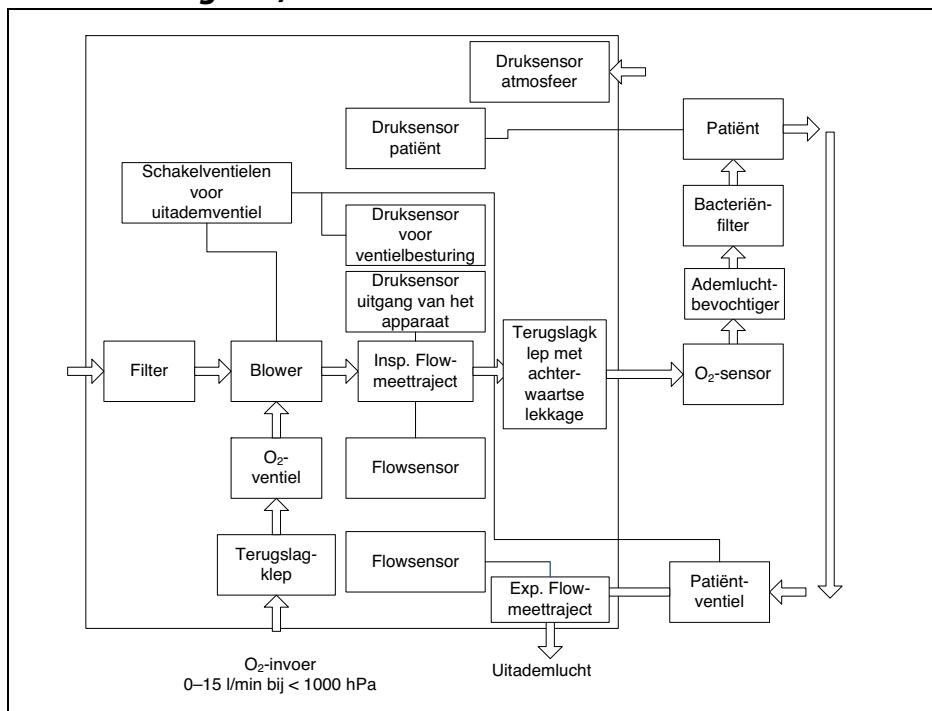 Druksensor
atmosfeer
Druksensor
patiënt
Patiënt
Schakelventielen
voor
uitademventiel
Bacteriën-
filter
Druksensor
voor
ventielbesturing
Druksensor
uitgang van het
apparaat
Ademlucht-
bevochtiger
Filter
Blower
Insp. Flow-
meettraject
Terugslagk
lep met
achter-
waartse
lekkage
O₂-sensor
O₂-
ventiel
Flowsensor
Terugslag-
klep
Flowsensor
Exp. Flow-
meettraject
Patiënt-
ventiel
O₂-invoer
0–15 l/min bij < 1000 hPa
Uitademlucht